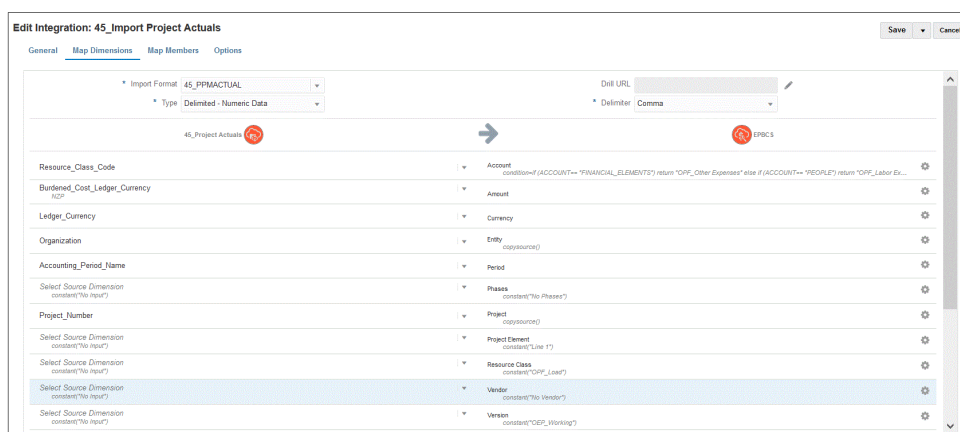 Edit Integration: 45_Import Project Actuals
Save
Cancel
General Map Dimensions Map Members Options
* Import Format 45_PPMACTUAL
Drill URL
* Type Delimited - Numeric Data
* Delimiter Comma
45_Project Actuals
EPBCS
Resource_Class_Code
Account
condition=if (ACCOUNT== "FINANCIAL_ELEMENTS") return "OPF_Other Expenses" else if (ACCOUNT== "PEOPLE") return "OPF_Labor Ex...
Burdened_Cost_Ledger_Currency
NZP
Amount
Ledger_Currency
Currency
Organization
Entity
copysource()
Accounting_Period_Name
Period
Select Source Dimension
constant("No Input")
Phases
constant("No Phases")
Project_Number
Project
copysource()
Select Source Dimension
constant("No Input")
Project Element
constant("Line 1")
Select Source Dimension
constant("No Input")
Resource Class
constant("OPF_Load")
Select Source Dimension
constant("No Input")
Vendor
constant("No Vendor")
Select Source Dimension
constant("No Input")
Version
constant("OEP_Working")